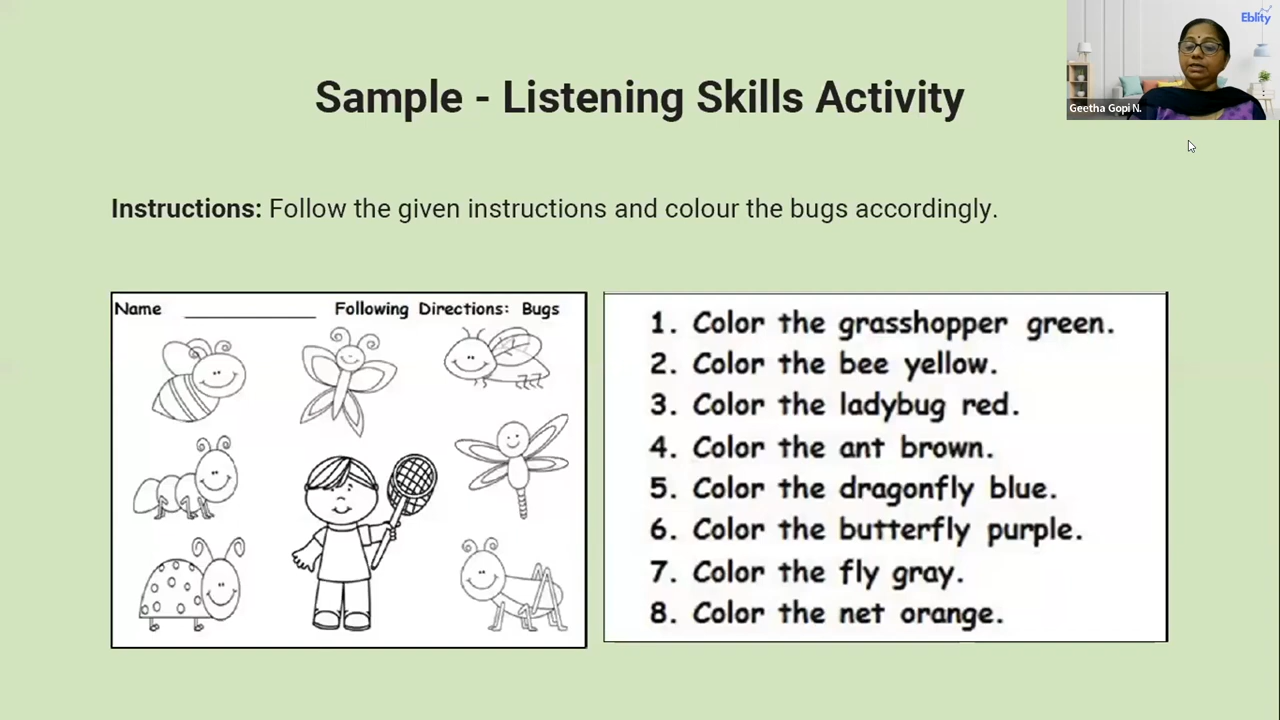 Eblity
Geetha Gopi N.
Sample - Listening Skills Activity
Instructions: Follow the given instructions and colour the bugs accordingly.
Name ____________ Following Directions: Bugs
1. Color the grasshopper green.
2. Color the bee yellow.
3. Color the ladybug red.
4. Color the ant brown.
5. Color the dragonfly blue.
6. Color the butterfly purple.
7. Color the fly gray.
8. Color the net orange.